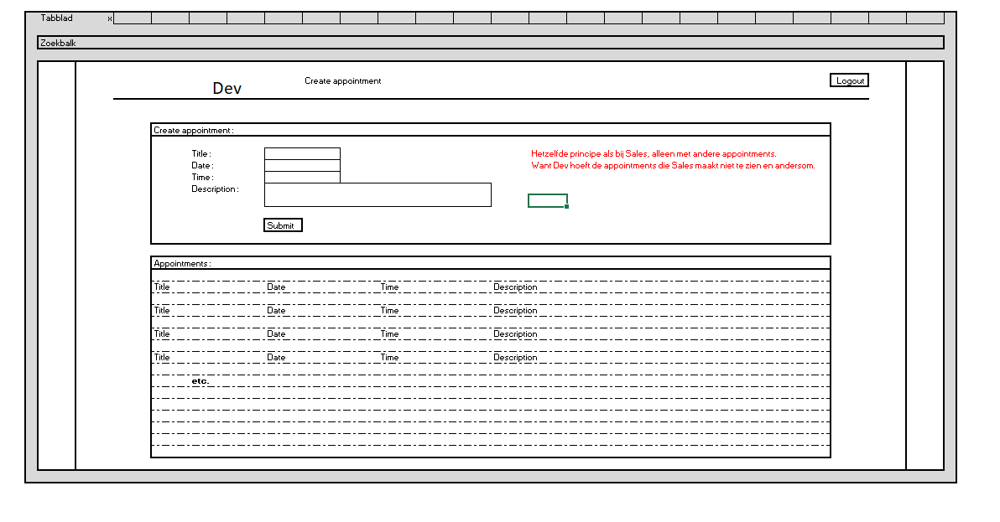 Tabblad x
Zoekbalk
Dev
Create appointment
Logout
Create appointment:
Title:
Date:
Time:
Description:
Hetzelfde principe als bij Sales, alleen met andere appointments.
Want Dev hoeft de appointments die Sales maakt niet te zien en andersom.
Submit
Appointments:
Title Date Time Description
Title Date Time Description
Title Date Time Description
Title Date Time Description
etc.